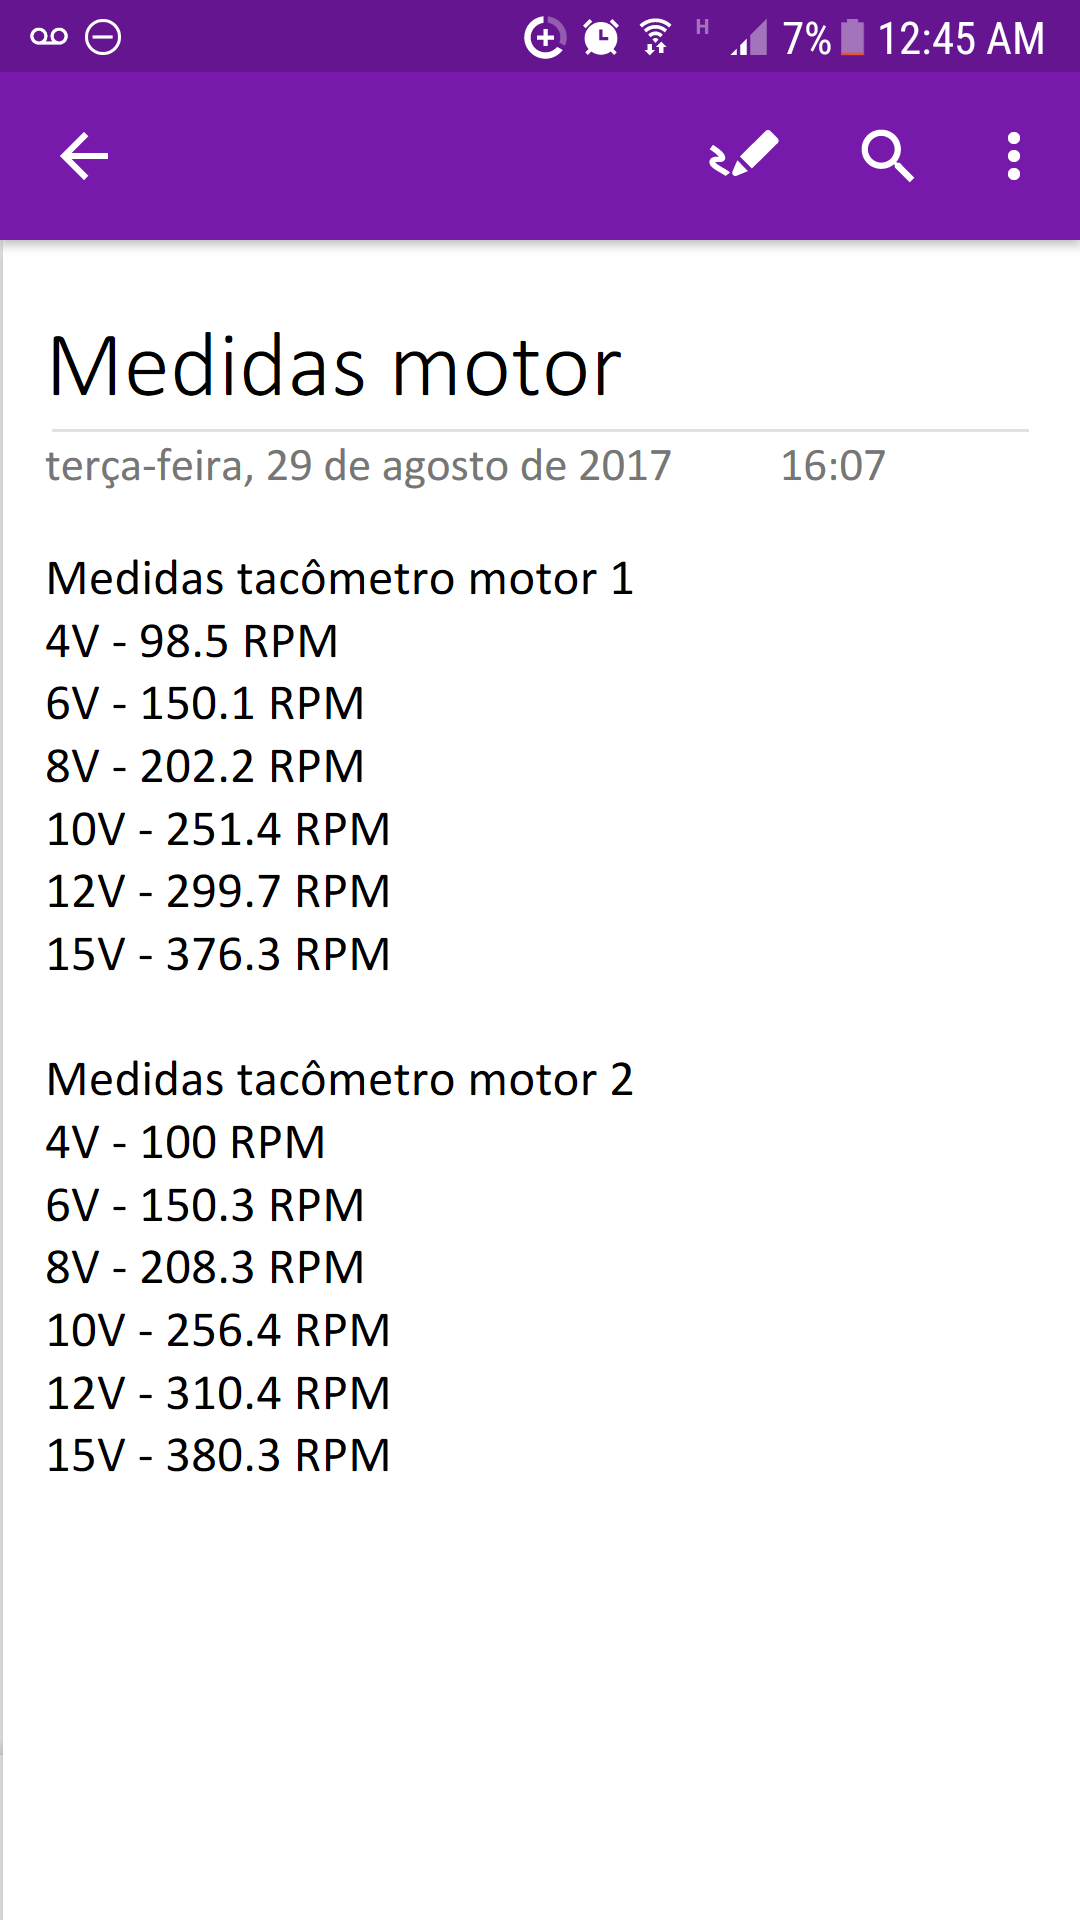 H 7% 12:45 AM
Medidas motor
terça-feira, 29 de agosto de 2017 16:07
Medidas tacômetro motor 1
4V - 98.5 RPM
6V - 150.1 RPM
8V - 202.2 RPM
10V - 251.4 RPM
12V - 299.7 RPM
15V - 376.3 RPM
Medidas tacômetro motor 2
4V - 100 RPM
6V - 150.3 RPM
8V - 208.3 RPM
10V - 256.4 RPM
12V - 310.4 RPM
15V - 380.3 RPM